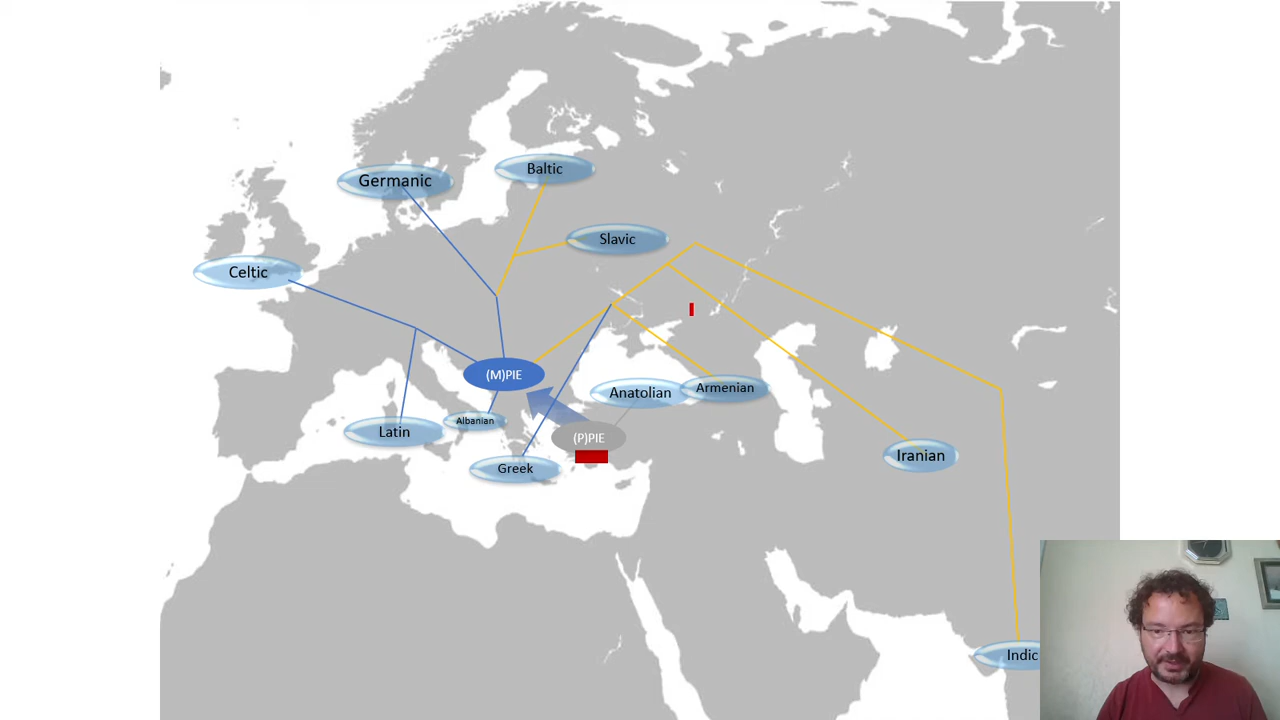 Baltic
Germanic
Slavic
Celtic
(M)PIE
Anatolian
Armenian
Albanian
Latin
(P)PIE
Greek
Iranian
Indic